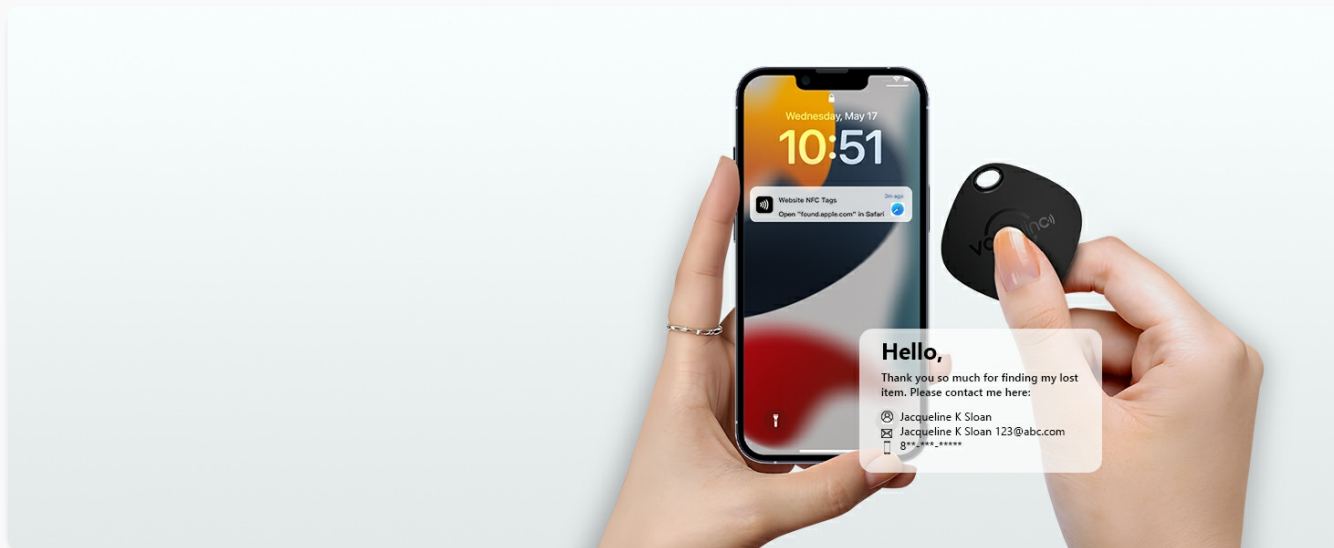 Wednesday, May 17
10:51
Website NFC Tags
2m ago
Open "found.apple.com" in Safari
Hello,
Thank you so much for finding my lost
item. Please contact me here:
Jacqueline K Sloan
Jacqueline K Sloan 123@abc.com
8**-***-*****